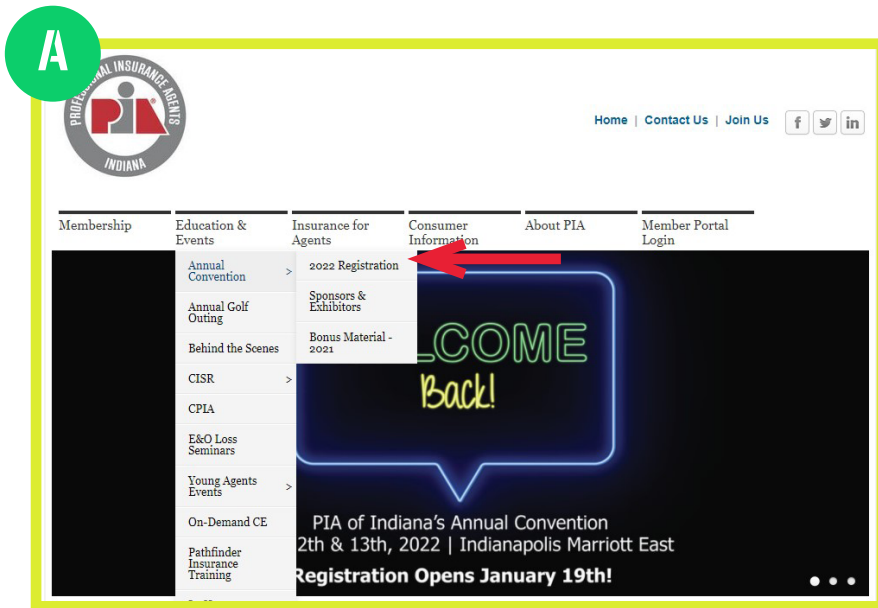 A
PROFESSIONAL INSURANCE AGENTS
PIA
INDIANA
Home | Contact Us | Join Us
f in
Membership
Education &
Events
Insurance for
Agents
Consumer
Information
About PIA
Member Portal
Login
Annual
Convention >
Annual Golf
Outing
Behind the Scenes
CISR >
CPIA
E&O Loss
Seminars
Young Agents
Events >
On-Demand CE
Pathfinder
Insurance
Training
2022 Registration
Sponsors &
Exhibitors
Bonus Material -
2021
LCOME
Back!
PIA of Indiana's Annual Convention
2th & 13th, 2022 | Indianapolis Marriott East
Registration Opens January 19th!